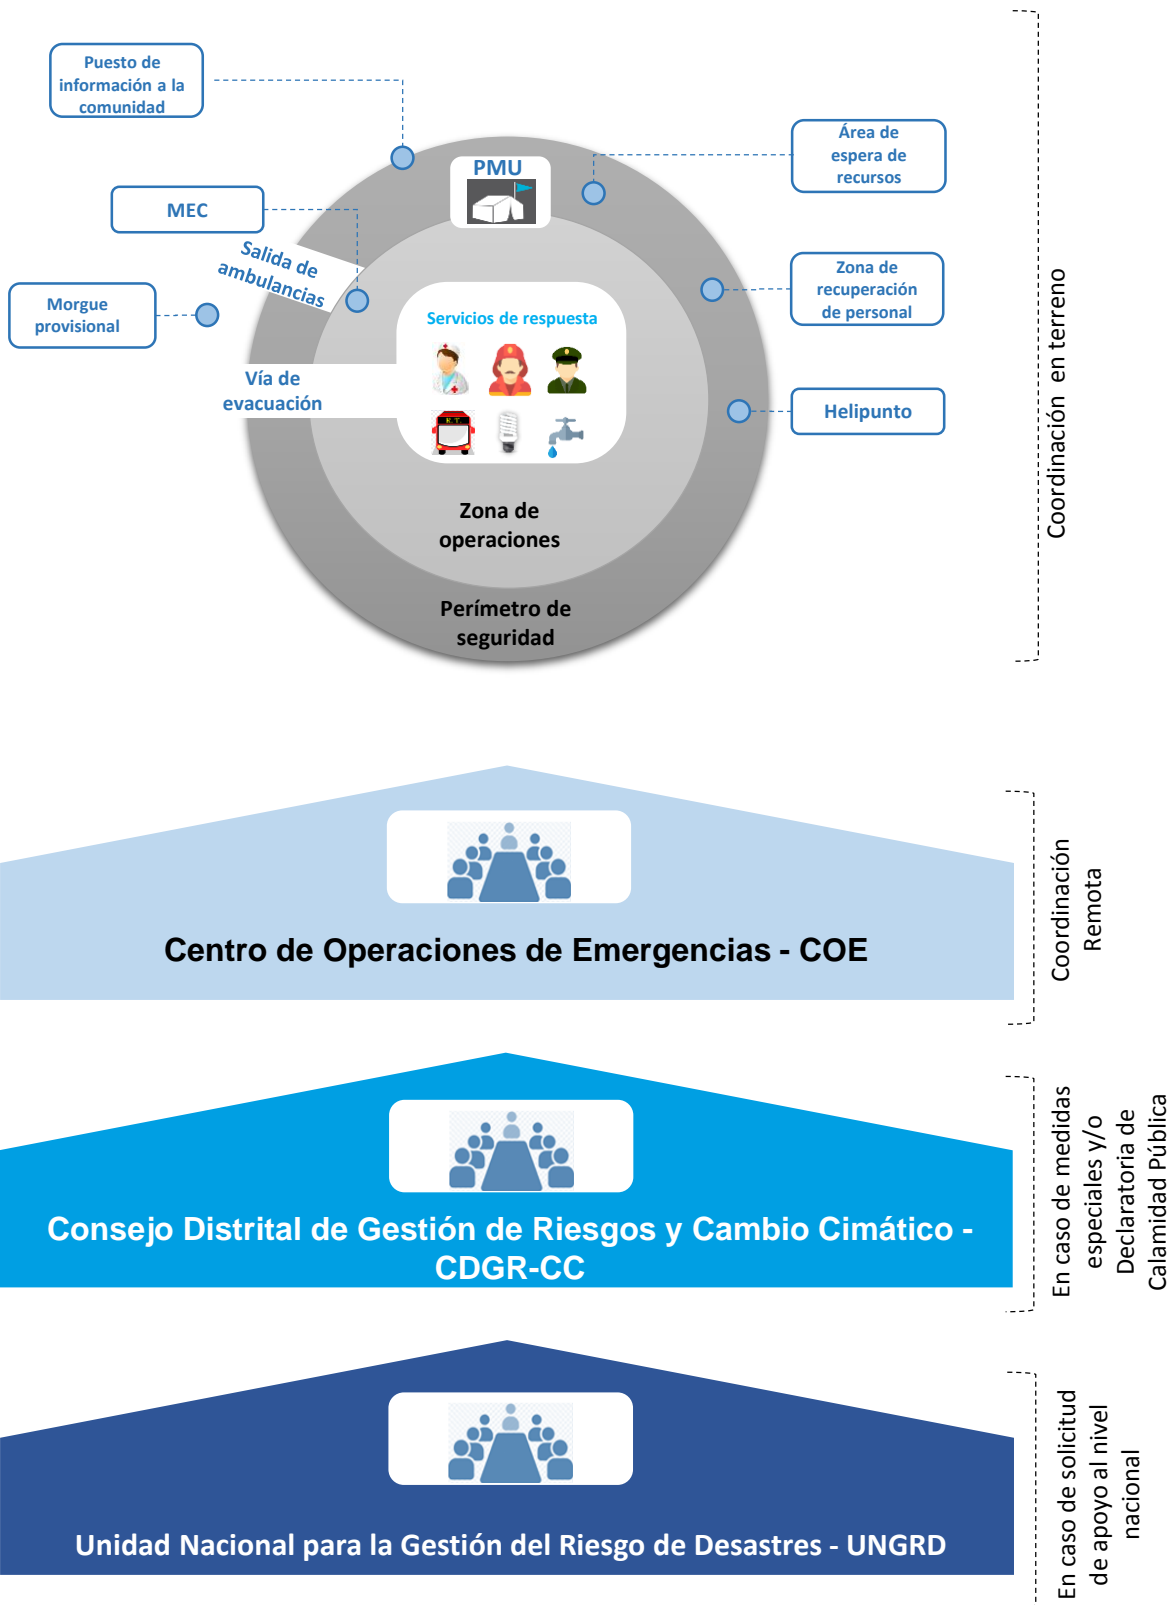 Puesto de
información a la
comunidad
PMU
Área de
espera de
recursos
MEC
Salida de
ambulancias
Zona de
recuperación
de personal
Morgue
provisional
Servicios de respuesta
Vía de
evacuación
Helipunto
Zona de
operaciones
Perímetro de
seguridad
Coordinación en terreno
Centro de Operaciones de Emergencias - COE
Coordinación
Remota
Consejo Distrital de Gestión de Riesgos y Cambio Cimático -
CDGR-CC
En caso de medidas
especiales y/o
Declaratoria de
Calamidad Pública
Unidad Nacional para la Gestión del Riesgo de Desastres - UNGRD
En caso de solicitud
de apoyo al nivel
nacional